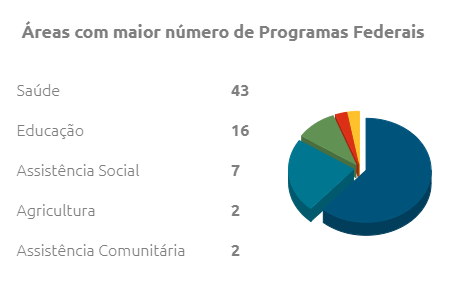 Áreas com maior número de Programas Federais
Saúde 43
Educação 16
Assistência Social 7
Agricultura 2
Assistência Comunitária 2